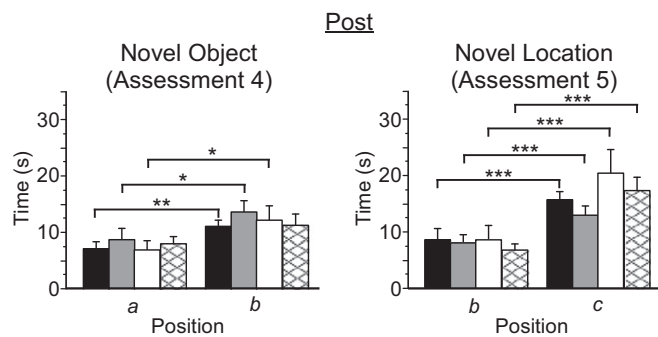 Post
Novel Object
(Assessment 4)
30
20
10
0
Time (s)
*
*
**
a b
Position
Novel Location
(Assessment 5)
30
20
10
0
Time (s)
***
***
***
***
b c
Position